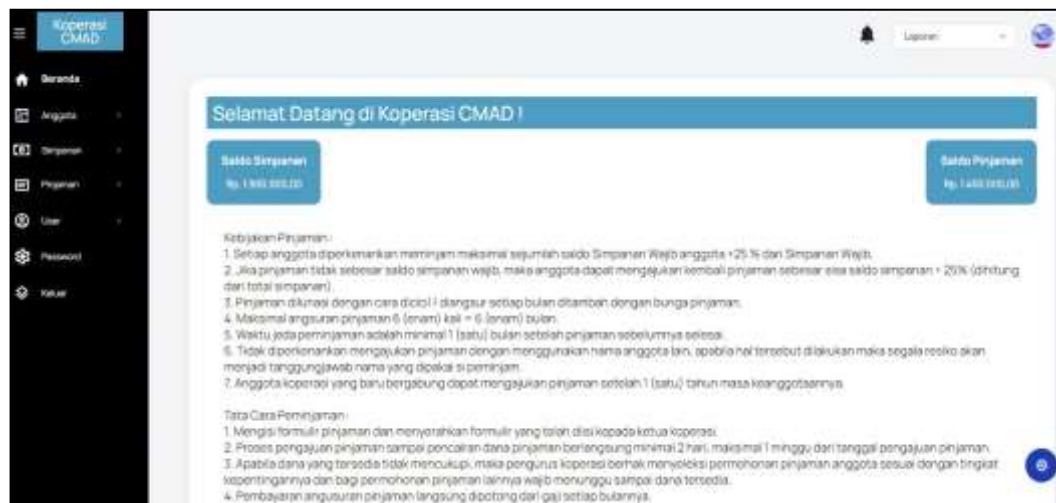 Koperasi
CMAD
Laporan
Beranda
Anggota
Simpanan
Pinjaman
User
Password
Keluar
Selamat Datang di Koperasi CMAD !
Saldo Simpanan
Saldo Pinjaman
Kebijakan Pinjaman :
1. Setiap anggota diperkenankan meminjam maksimal sejumlah saldo Simpanan Wajib anggota +25 % dari Simpanan Wajib.
2. Jika pinjaman tidak sebesar saldo simpanan wajib, maka anggota dapat mengajukan kembali pinjaman sebesar sisa saldo simpanan + 25% (dihitung
dari total simpanan).
3. Pinjaman dilunasi dengan cara dicicil / diangsur setiap bulan ditambah dengan bunga pinjaman.
4. Maksimal angsuran pinjaman 6 (enam) kali = 6 (enam) bulan.
5. Waktu jeda peminjaman adalah minimal 1 (satu) bulan setelah pinjaman sebelumnya selesai.
6. Tidak diperkenankan mengajukan pinjaman dengan menggunakan nama anggota lain, apabila hal tersebut dilakukan maka segala resiko akan
menjadi tanggungjawab nama yang dipakai si peminjam.
7. Anggota koperasi yang baru bergabung dapat mengajukan pinjaman setelah 1 (satu) tahun masa keanggotaannya.
Tata Cara Peminjaman :
1. Mengisi formulir pinjaman dan menyerahkan formulir yang telah diisi kepada ketua koperasi.
2. Proses pengajuan pinjaman sampai pencairan dana pinjaman berlangsung minimal 2 hari, maksimal 1 minggu dari tanggal pengajuan pinjaman.
3. Apabila dana yang tersedia tidak mencukupi, maka pengurus koperasi berhak menyeleksi permohonan pinjaman anggota sesuai dengan tingkat
kepentingannya dan bagi permohonan pinjaman lainnya wajib menunggu sampai dana tersedia.
4. Pembayaran angusuran pinjaman langsung dipotong dari gaji setiap bulannya.